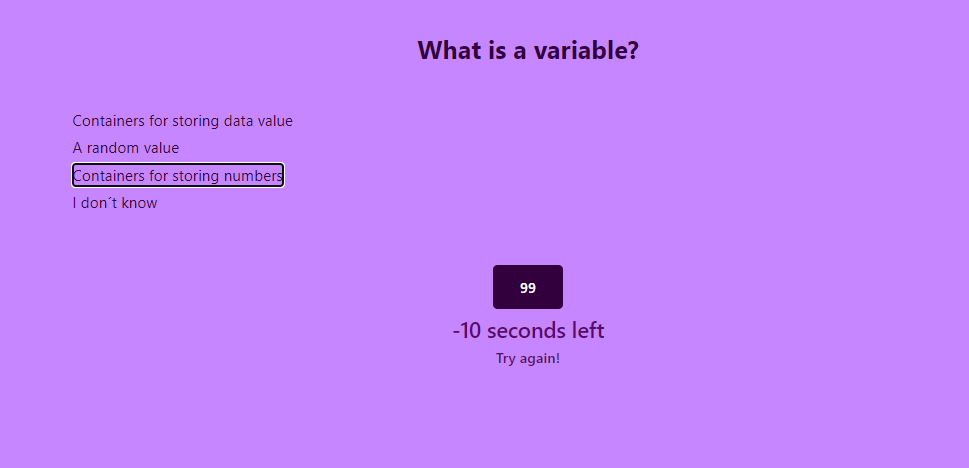 What is a variable?
Containers for storing data value
A random value
Containers for storing numbers
I don´t know
99
-10 seconds left
Try again!